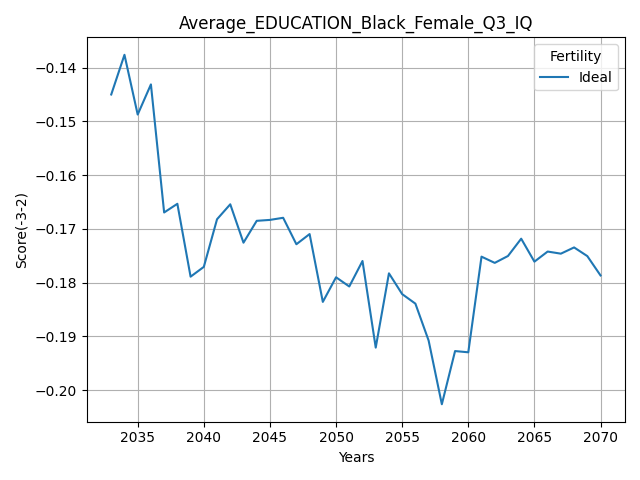 Average_EDUCATION_Black_Female_Q3_IQ
Fertility
Ideal
Score(-3-2)
−0.14
−0.15
−0.16
−0.17
−0.18
−0.19
−0.20
2035 2040 2045 2050 2055 2060 2065 2070
Years